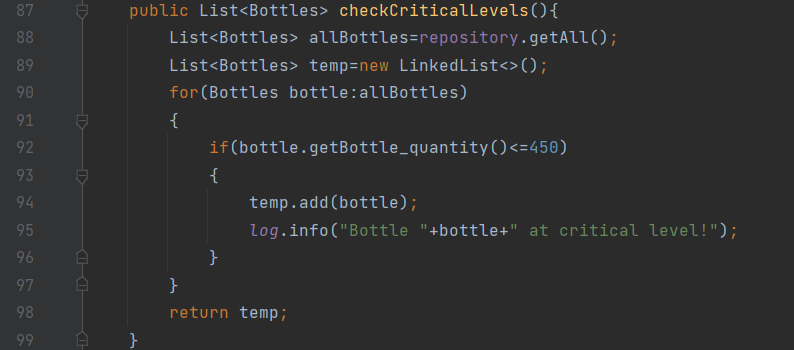 87 public List<Bottles> checkCriticalLevels(){
88 List<Bottles> allBottles=repository.getAll();
89 List<Bottles> temp=new LinkedList<>();
90 for(Bottles bottle:allBottles)
91 {
92 if(bottle.getBottle_quantity()<=450)
93 {
94 temp.add(bottle);
95 log.info("Bottle "+bottle+" at critical level!");
96 }
97 }
98 return temp;
99 }